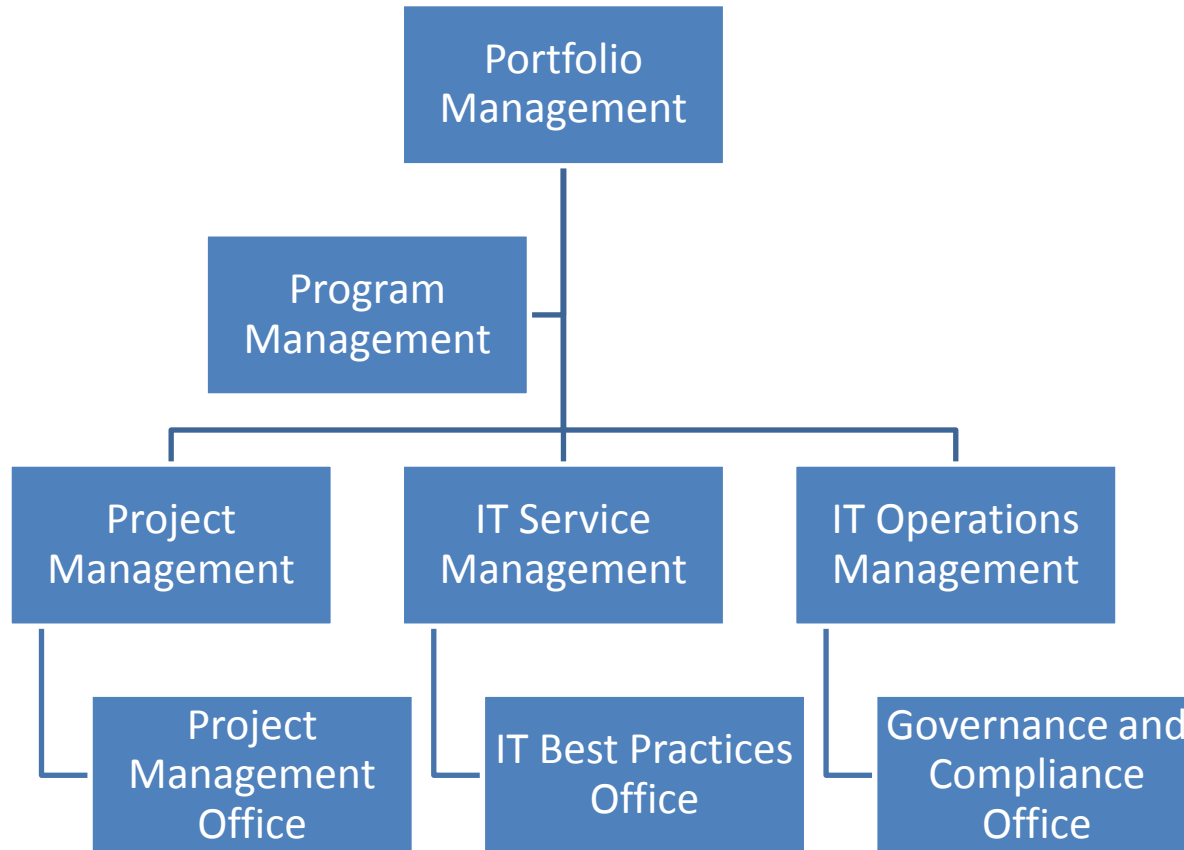 Portfolio
Management
Program
Management
Project
Management
IT Service
Management
IT Operations
Management
Project
Management
Office
IT Best Practices
Office
Governance and
Compliance
Office